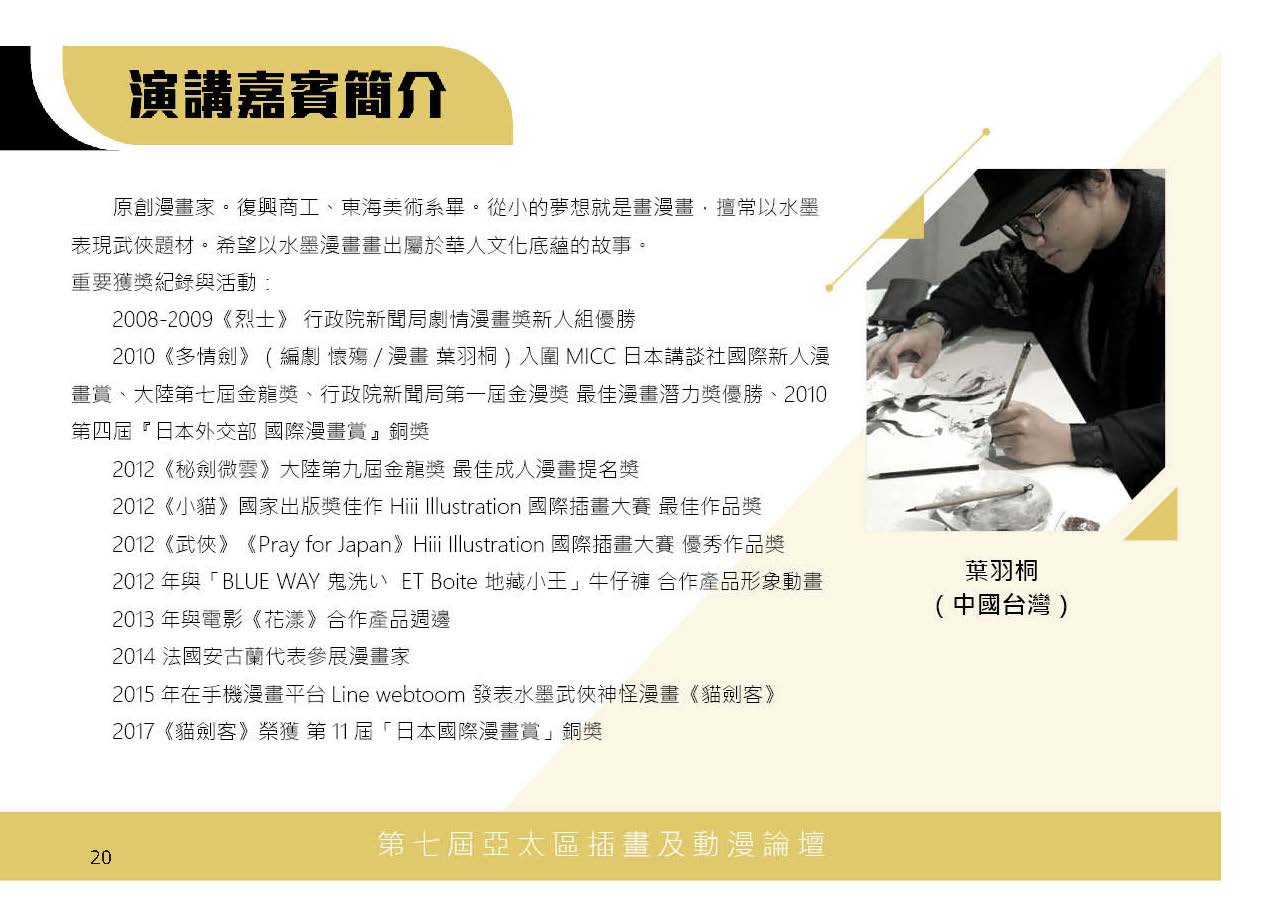 演講嘉賓簡介
原創漫畫家。復興商工、東海美術系畢。從小的夢想就是畫漫畫，擅常以水墨
表現武俠題材。希望以水墨漫畫畫出屬於華人文化底蘊的故事。
重要獲獎紀錄與活動：
2008-2009《烈士》 行政院新聞局劇情漫畫獎新人組優勝
2010《多情劍》（編劇 懷殤 / 漫畫 葉羽桐）入圍 MICC 日本講談社國際新人漫
畫賞、大陸第七屆金龍獎、行政院新聞局第一屆金漫獎 最佳漫畫潛力獎優勝、2010
第四屆『日本外交部 國際漫畫賞』銅獎
2012《秘劍微雲》大陸第九屆金龍獎 最佳成人漫畫提名獎
2012《小貓》國家出版獎佳作 Hiii Illustration 國際插畫大賽 最佳作品獎
2012《武俠》《Pray for Japan》Hiii Illustration 國際插畫大賽 優秀作品獎
2012 年與「BLUE WAY 鬼洗い ET Boite 地藏小王」牛仔褲 合作產品形象動畫
2013 年與電影《花漾》合作產品週邊
2014 法國安古蘭代表參展漫畫家
2015 年在手機漫畫平台 Line webtoom 發表水墨武俠神怪漫畫《貓劍客》
2017《貓劍客》榮獲 第 11 屆「日本國際漫畫賞」銅獎
葉羽桐
（中國台灣）
第七屆亞太區插畫及動漫論壇
20